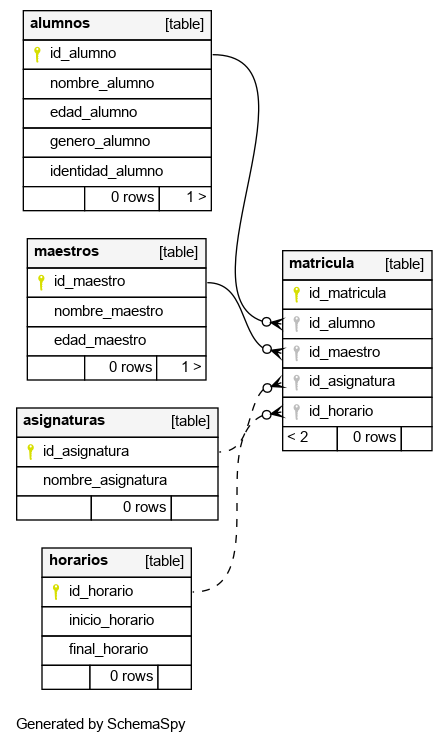 alumnos [table]
id_alumno
nombre_alumno
edad_alumno
genero_alumno
identidad_alumno
0 rows 1 >
maestros [table]
id_maestro
nombre_maestro
edad_maestro
0 rows 1 >
asignaturas [table]
id_asignatura
nombre_asignatura
0 rows
horarios [table]
id_horario
inicio_horario
final_horario
0 rows
matricula [table]
id_matricula
id_alumno
id_maestro
id_asignatura
id_horario
< 2 0 rows
Generated by SchemaSpy